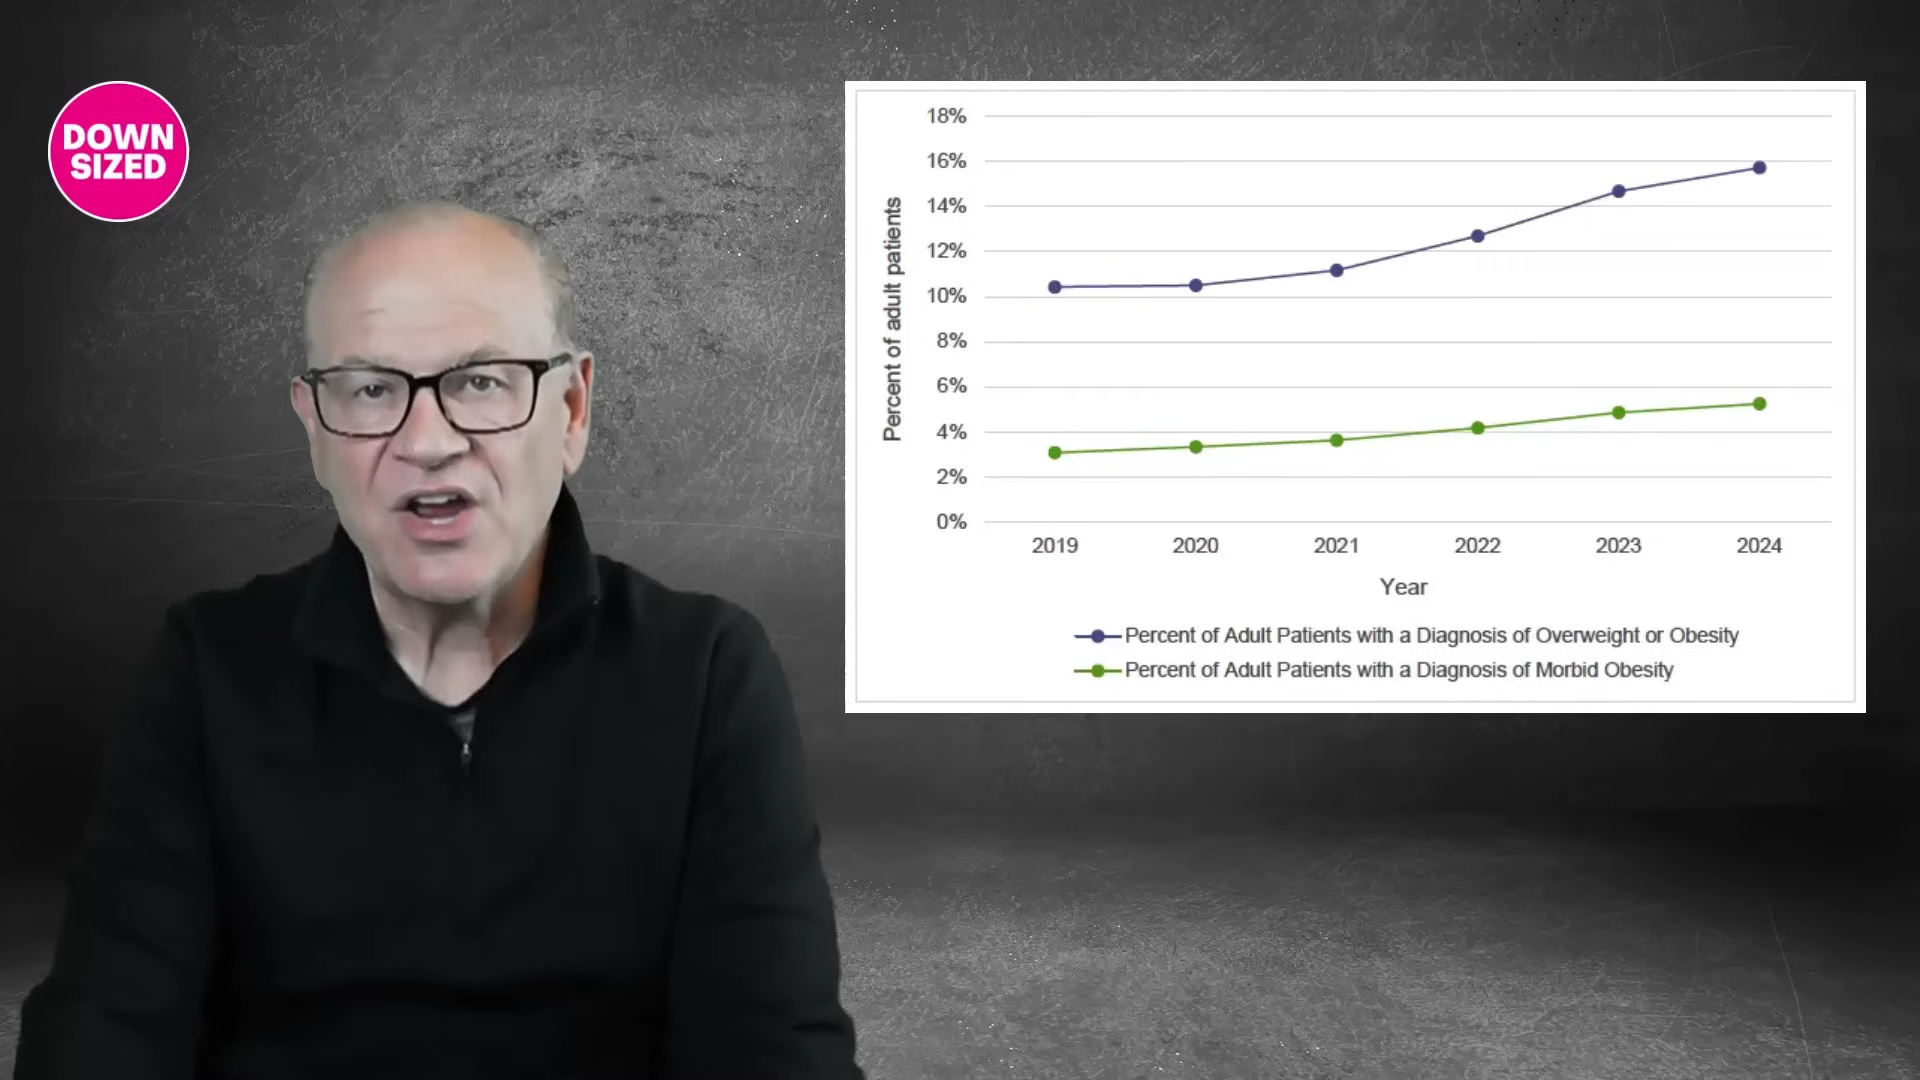 DOWN
SIZED
18%
16%
14%
12%
10%
8%
6%
4%
2%
0%
Percent of adult patients
2019 2020 2021 2022 2023 2024
Year
Percent of Adult Patients with a Diagnosis of Overweight or Obesity
Percent of Adult Patients with a Diagnosis of Morbid Obesity